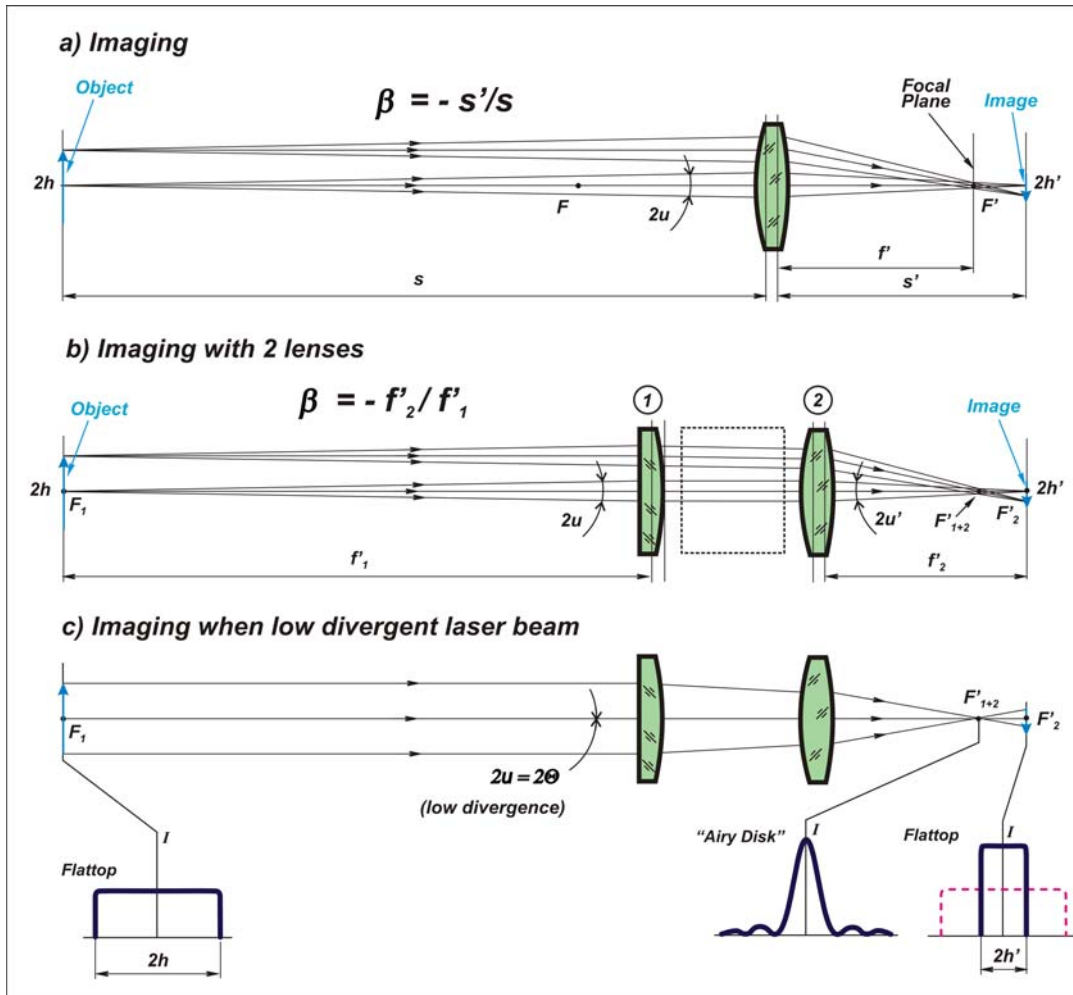 a) Imaging
Object
β = - s’/s
Focal
Plane
Image
2h
F
2u
F’
2h’
f’
s
s’
b) Imaging with 2 lenses
Object
β = - f’2 / f’1
1
2
Image
2h
F1
2u
2u’
F’1+2
F’2
2h’
f’1
f’2
c) Imaging when low divergent laser beam
F1
F’1+2
F’2
2u = 2Θ
(low divergence)
I
Flattop
2h
“Airy Disk”
I
Flattop
I
2h’